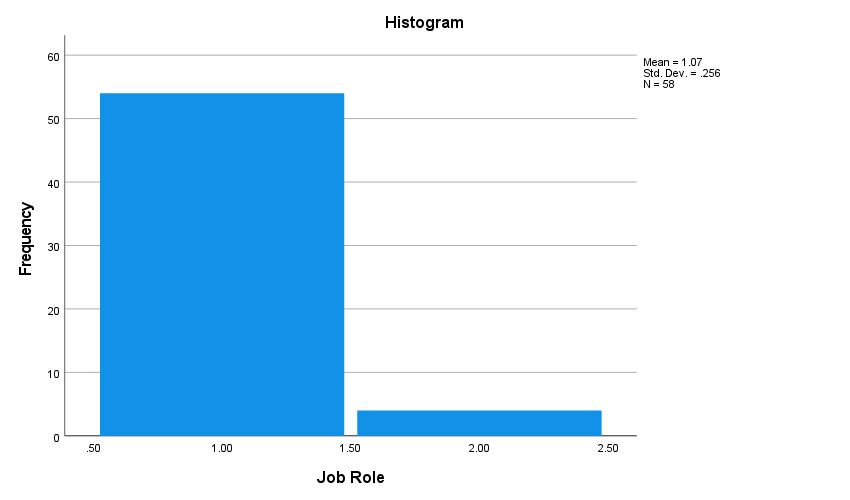 Histogram
Mean = 1.07
Std. Dev. = .256
N = 58
60
50
40
30
20
10
0
Frequency
.50 1.00 1.50 2.00 2.50
Job Role